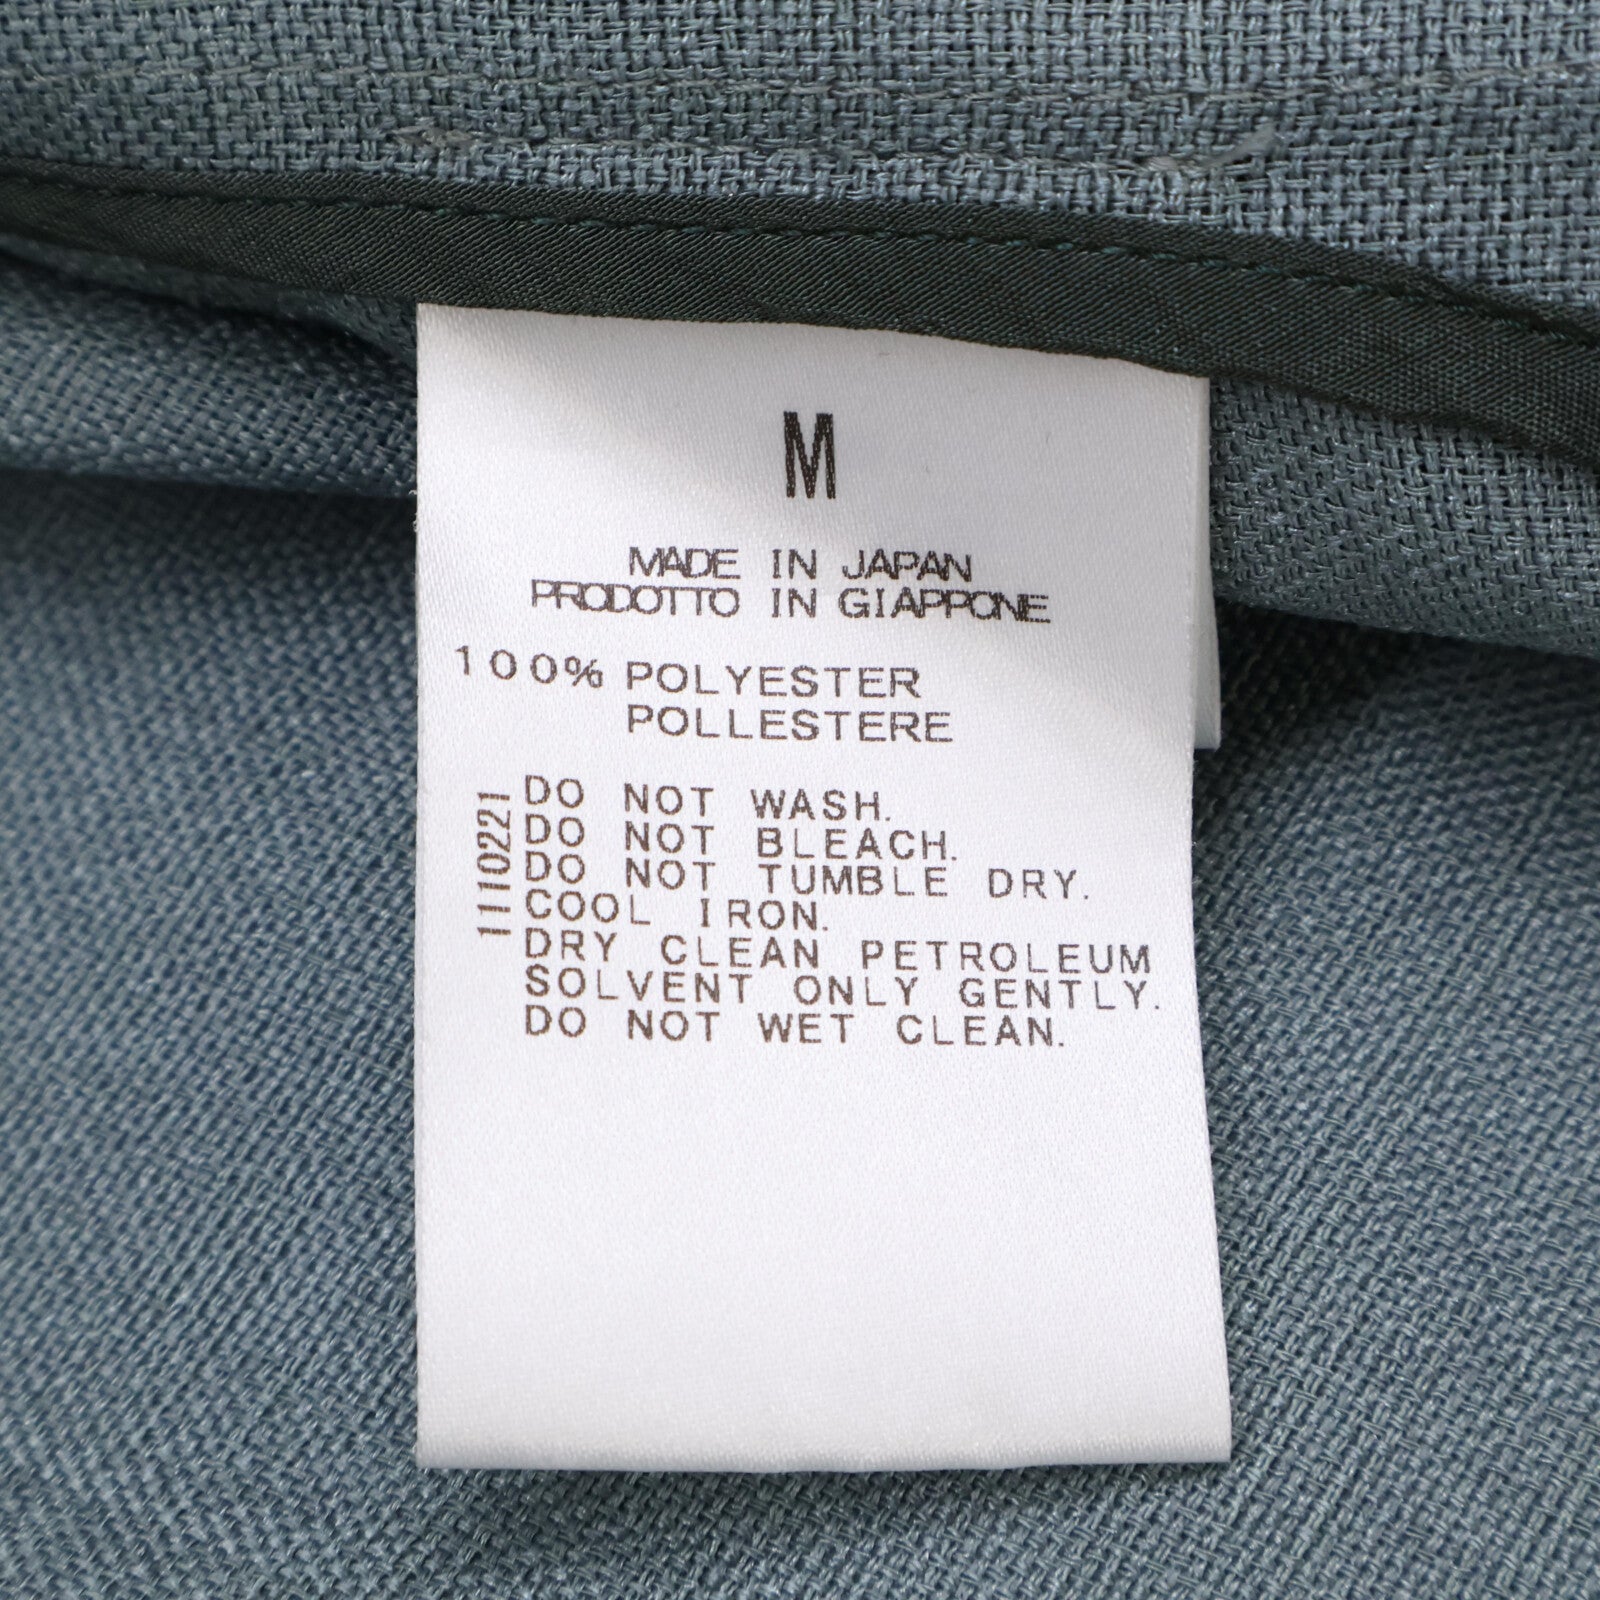 M
MADE IN JAPAN
PRODOTTO IN GIAPPONE
100% POLYESTER
POLLESTERE
1110221
DO NOT WASH.
DO NOT BLEACH.
DO NOT TUMBLE DRY.
COOL IRON.
DRY CLEAN PETROLEUM
SOLVENT ONLY GENTLY.
DO NOT WET CLEAN.